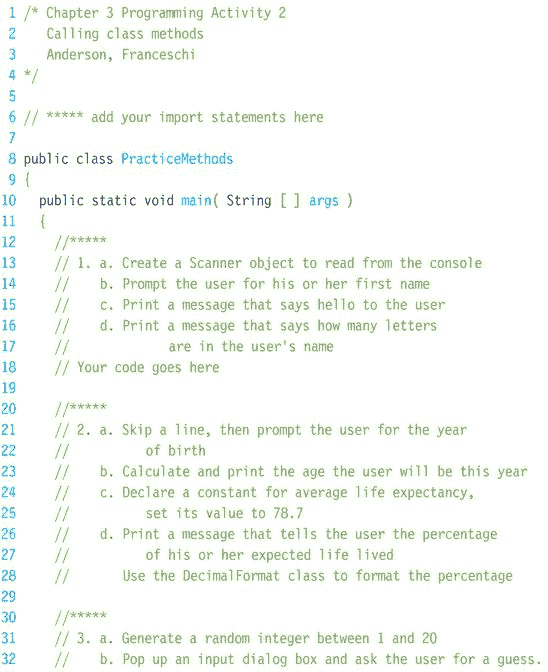 1 /* Chapter 3 Programming Activity 2
2    Calling class methods
3    Anderson, Franceschi
4 */
5
6 // ***** add your import statements here
7
8 public class PracticeMethods
9 {
10   public static void main( String [ ] args )
11   {
12     //*****
13     // 1. a. Create a Scanner object to read from the console
14     //    b. Prompt the user for his or her first name
15     //    c. Print a message that says hello to the user
16     //    d. Print a message that says how many letters
17     //            are in the user's name
18     // Your code goes here
19
20     //*****
21     // 2. a. Skip a line, then prompt the user for the year
22     //         of birth
23     //    b. Calculate and print the age the user will be this year
24     //    c. Declare a constant for average life expectancy,
25     //         set its value to 78.7
26     //    d. Print a message that tells the user the percentage
27     //         of his or her expected life lived
28     //       Use the DecimalFormat class to format the percentage
29
30     //*****
31     // 3. a. Generate a random integer between 1 and 20
32     //    b. Pop up an input dialog box and ask the user for a guess.